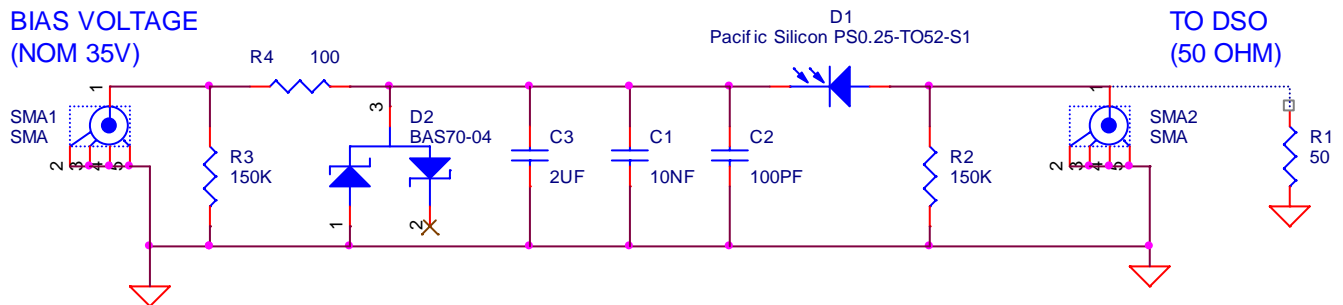 BIAS VOLTAGE
(NOM 35V)
D1
Pacific Silicon PS0.25-TO52-S1
TO DSO
(50 OHM)
R4 100
SMA1
SMA
1
2
3
4
5
R3
150K
3
D2
BAS70-04
1
2
C3
2UF
C1
10NF
C2
100PF
R2
150K
1
SMA2
SMA
2
3
4
5
R1
50